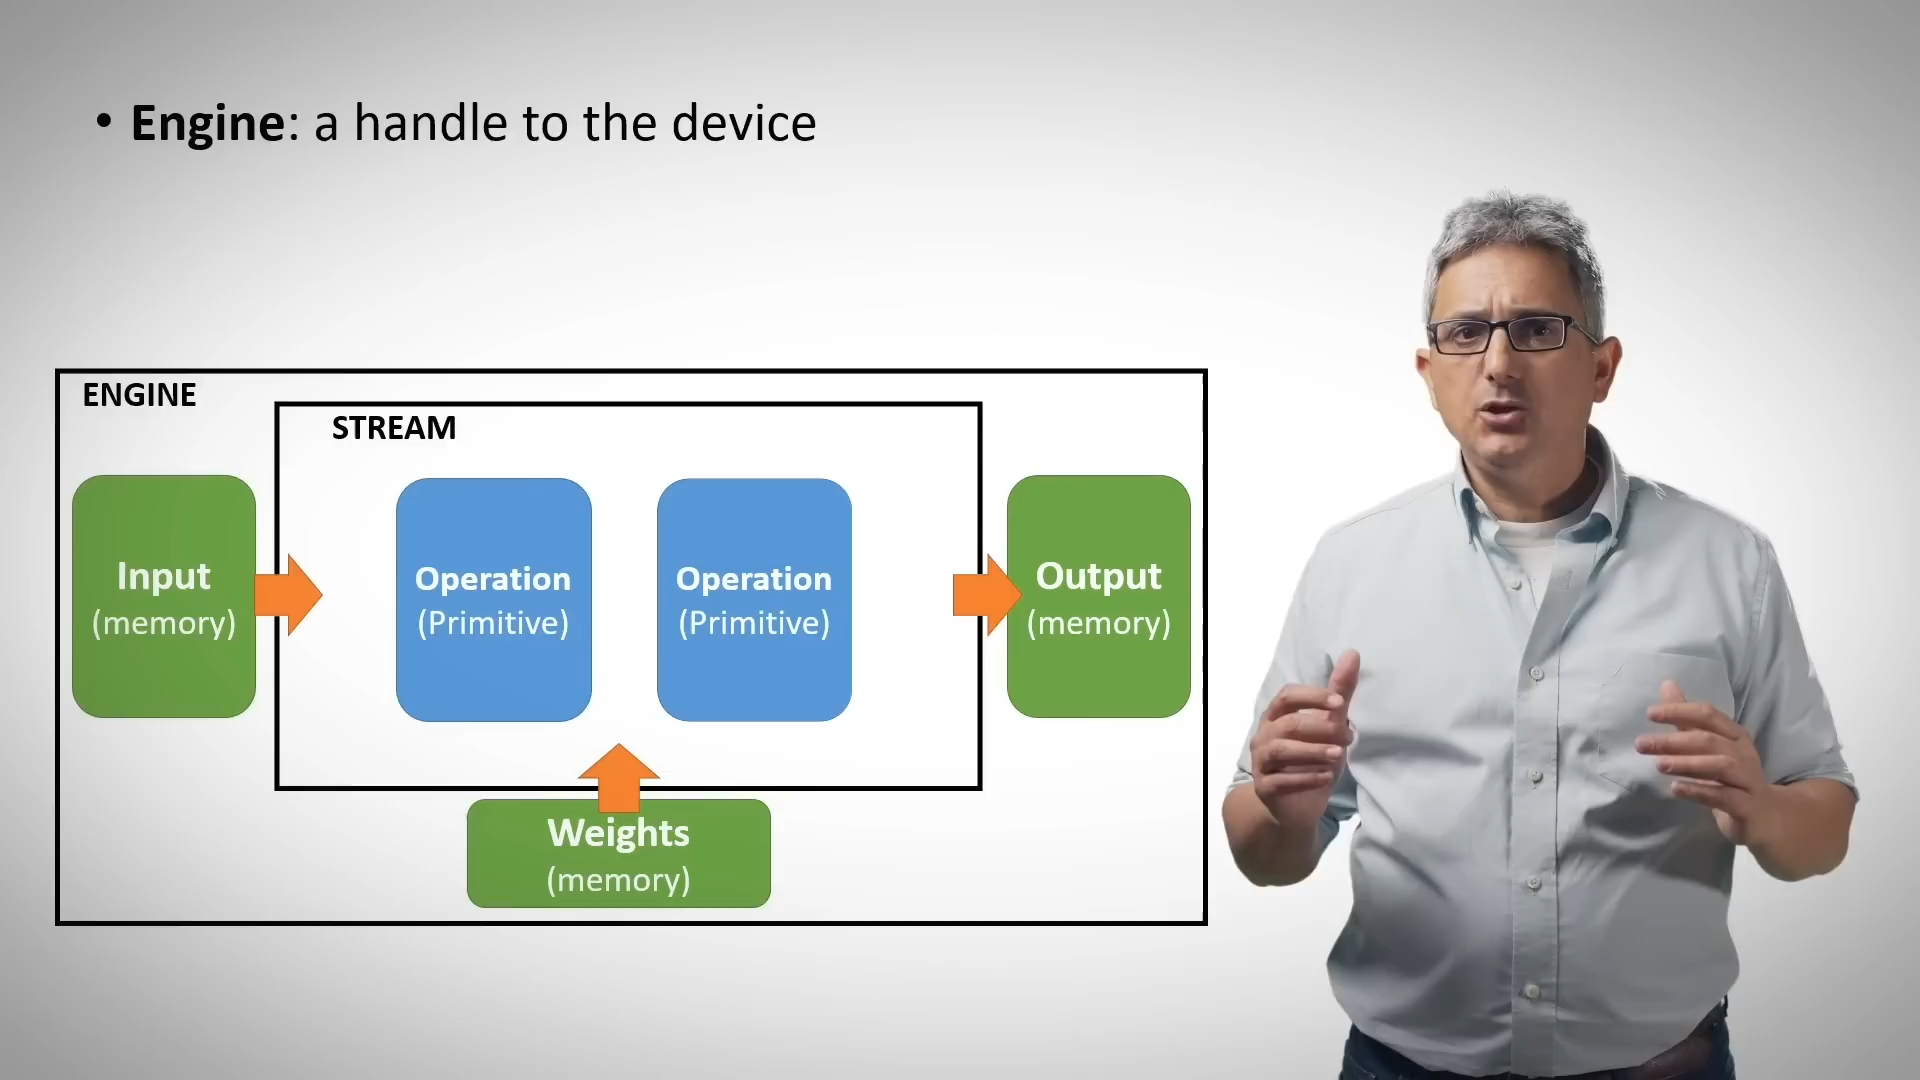 • Engine: a handle to the device
ENGINE
STREAM
Input
(memory)
Operation
(Primitive)
Operation
(Primitive)
Output
(memory)
Weights
(memory)